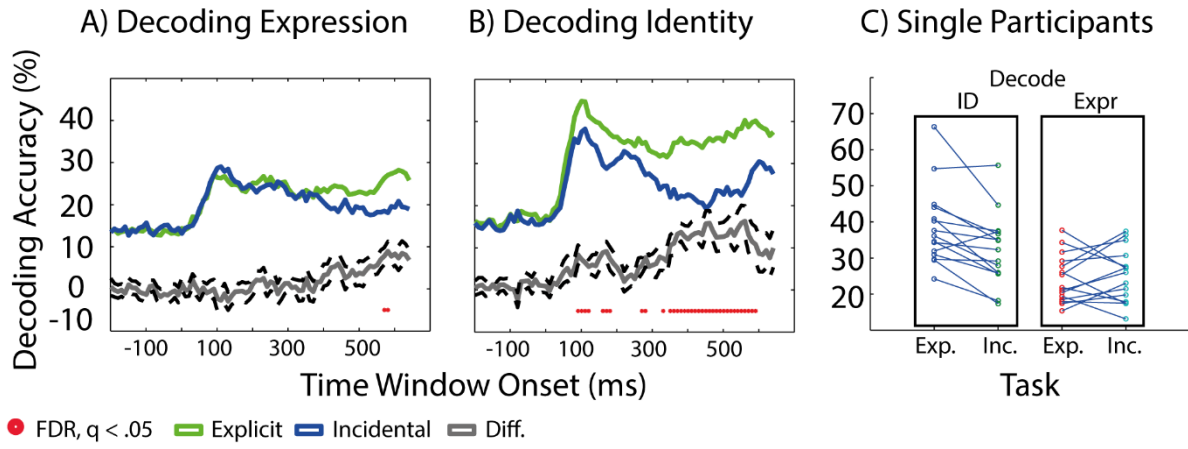 A) Decoding Expression
B) Decoding Identity
C) Single Participants
Decoding Accuracy (%)
40
30
20
10
0
-10
-100 100 300 500
-100 100 300 500
Time Window Onset (ms)
Decode
ID Expr
70
60
50
40
30
20
Exp. Inc. Exp. Inc.
Task
FDR, q < .05 Explicit Incidental Diff.